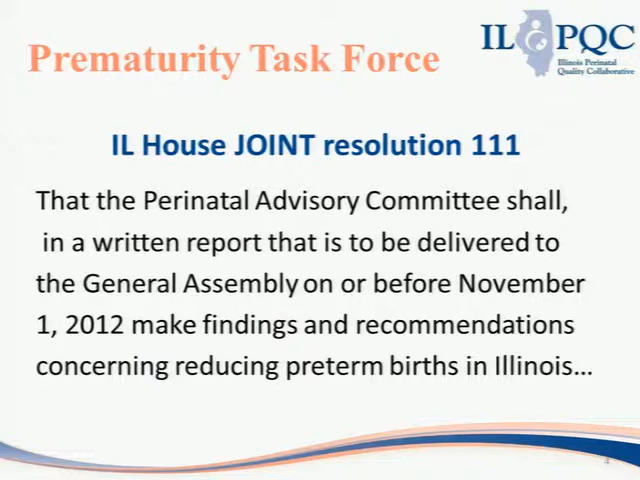 Prematurity Task Force
IL PQC
Illinois Perinatal
Quality Collaborative
IL House JOINT resolution 111
That the Perinatal Advisory Committee shall,
in a written report that is to be delivered to
the General Assembly on or before November
1, 2012 make findings and recommendations
concerning reducing preterm births in Illinois…
4